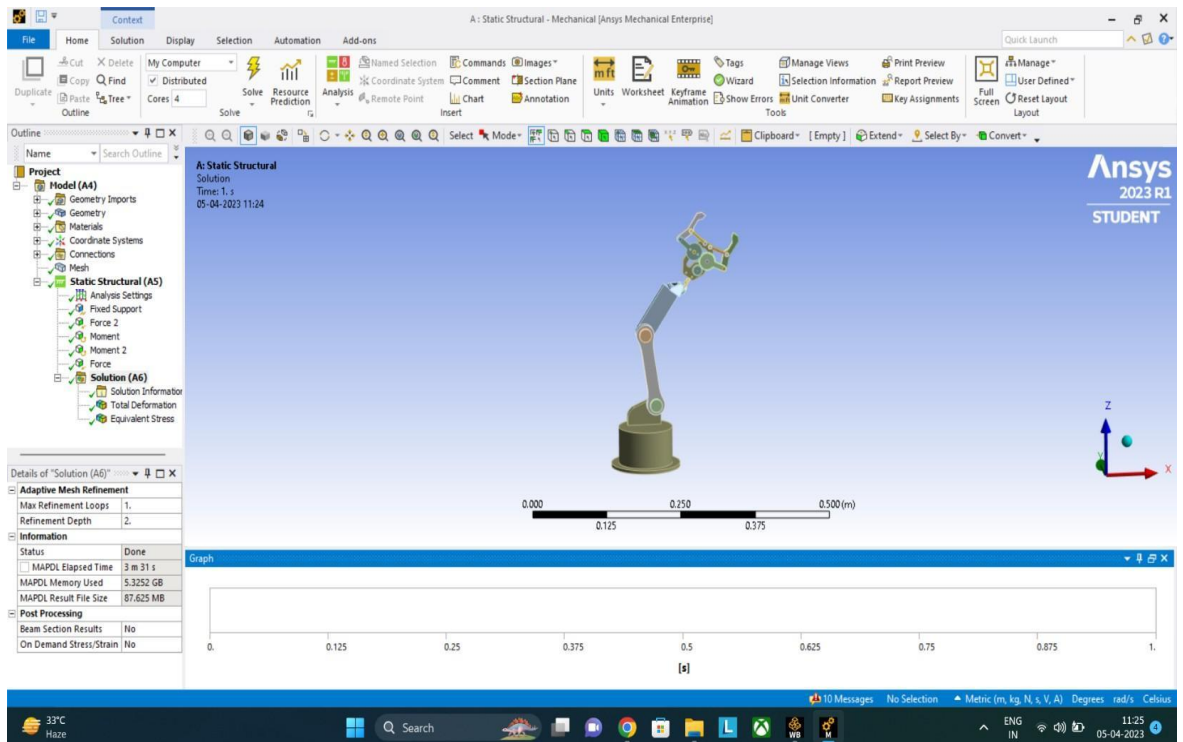 Context
A : Static Structural - Mechanical [Ansys Mechanical Enterprise]
File Home Solution Display Selection Automation Add-ons
Quick Launch
Duplicate
Cut
Copy
Paste
Delete
Find
Tree
Outline
My Computer
Distributed
Cores 4
Solve
Resource Prediction
Solve
Analysis
Named Selection
Coordinate System
Remote Point
Commands
Comment
Chart
Images
Section Plane
Annotation
Insert
Units
Worksheet
Keyframe Animation
Tags
Wizard
Show Errors
Manage Views
Selection Information
Unit Converter
Print Preview
Report Preview
Key Assignments
Tools
Full Screen
Manage
User Defined
Reset Layout
Layout
Outline
Select Mode Clipboard [Empty] Extend Select By Convert
Name Search Outline
Project
Model (A4)
Geometry Imports
Geometry
Materials
Coordinate Systems
Connections
Mesh
Static Structural (A5)
Analysis Settings
Fixed Support
Force 2
Moment
Moment 2
Force
Solution (A6)
Solution Informatior
Total Deformation
Equivalent Stress
A: Static Structural
Solution
Time: 1. s
05-04-2023 11:24
Ansys
2023 R1
STUDENT
Z
Y
X
0.000 0.250 0.500 (m)
0.125 0.375
Details of "Solution (A6)"
Adaptive Mesh Refinement
Max Refinement Loops 1.
Refinement Depth 2.
Information
Status Done
MAPDL Elapsed Time 3 m 31 s
MAPDL Memory Used 5.3252 GB
MAPDL Result File Size 87.625 MB
Post Processing
Beam Section Results No
On Demand Stress/Strain No
Graph
0. 0.125 0.25 0.375 0.5 0.625 0.75 0.875 1.
[s]
10 Messages No Selection Metric (m, kg, N, s, V, A) Degrees rad/s Celsius
33°C
Haze
Search
L
WB
M
ENG
IN
11:25
05-04-2023
4